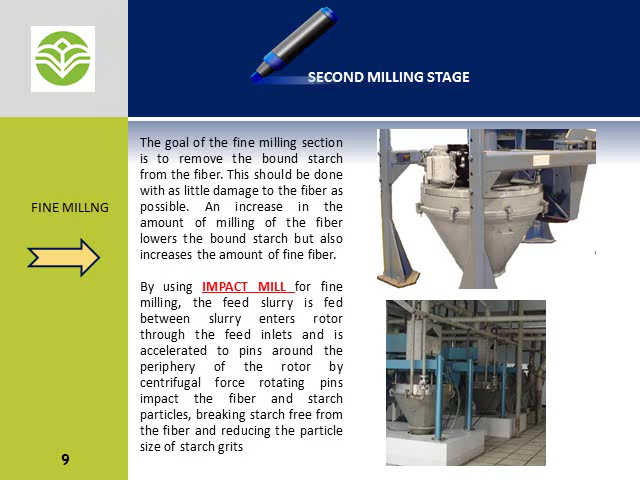 SECOND MILLING STAGE
FINE MILLNG
The goal of the fine milling section
is to remove the bound starch
from the fiber. This should be done
with as little damage to the fiber as
possible. An increase in the
amount of milling of the fiber
lowers the bound starch but also
increases the amount of fine fiber.
By using IMPACT MILL for fine
milling, the feed slurry is fed
between slurry enters rotor
through the feed inlets and is
accelerated to pins around the
periphery of the rotor by
centrifugal force rotating pins
impact the fiber and starch
particles, breaking starch free from
the fiber and reducing the particle
size of starch grits
9